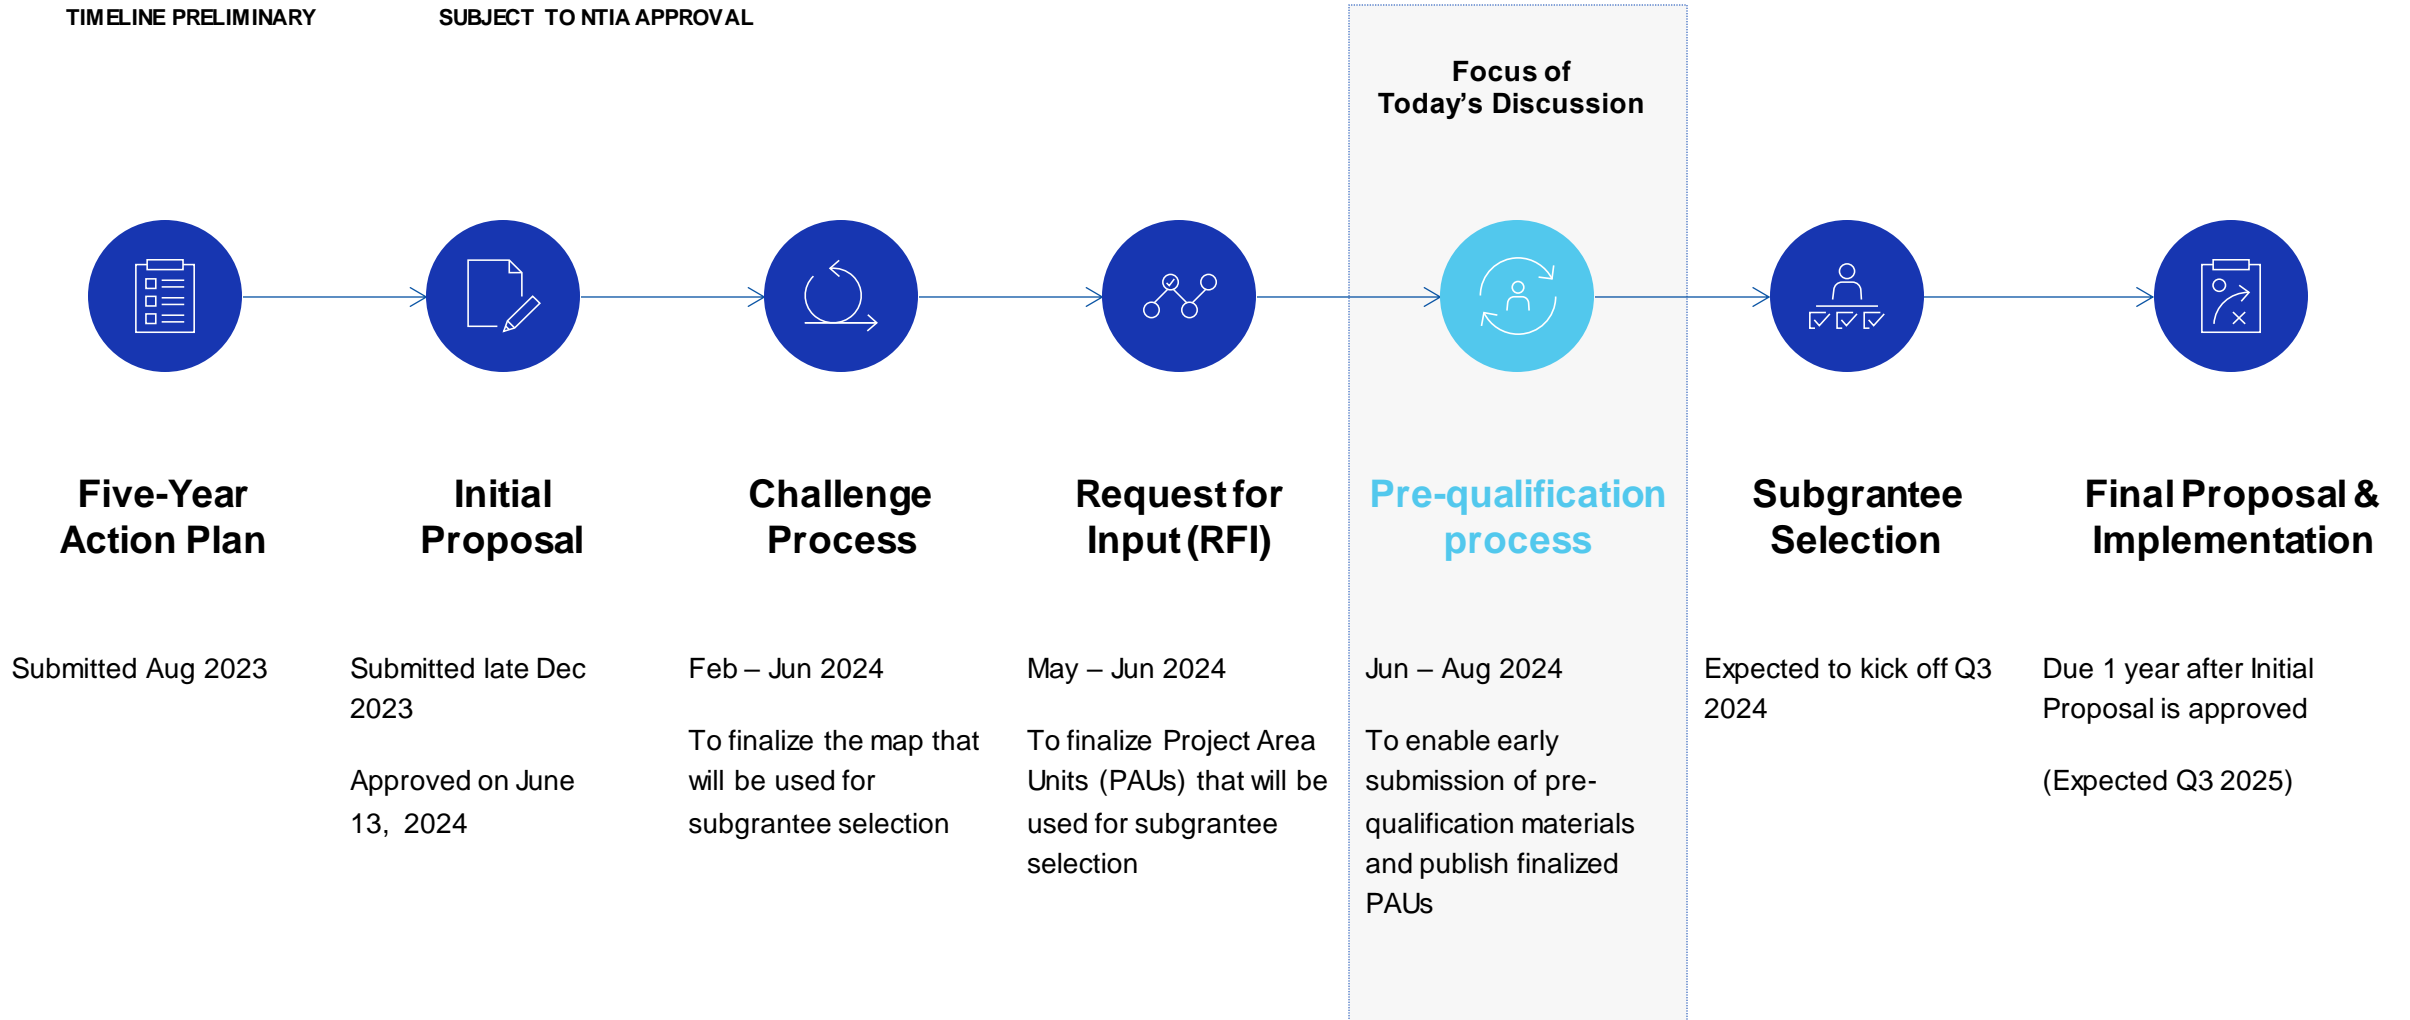 TIMELINE PRELIMINARY
SUBJECT TO NTIA APPROVAL
Focus of
Today’s Discussion
Five-Year
Action Plan
Initial
Proposal
Challenge
Process
Request for
Input (RFI)
Pre-qualification
process
Subgrantee
Selection
Final Proposal &
Implementation
Submitted Aug 2023
Submitted late Dec
2023
Approved on June
13, 2024
Feb – Jun 2024
To finalize the map that
will be used for
subgrantee selection
May – Jun 2024
To finalize Project Area
Units (PAUs) that will be
used for subgrantee
selection
Jun – Aug 2024
To enable early
submission of pre-
qualification materials
and publish finalized
PAUs
Expected to kick off Q3
2024
Due 1 year after Initial
Proposal is approved
(Expected Q3 2025)